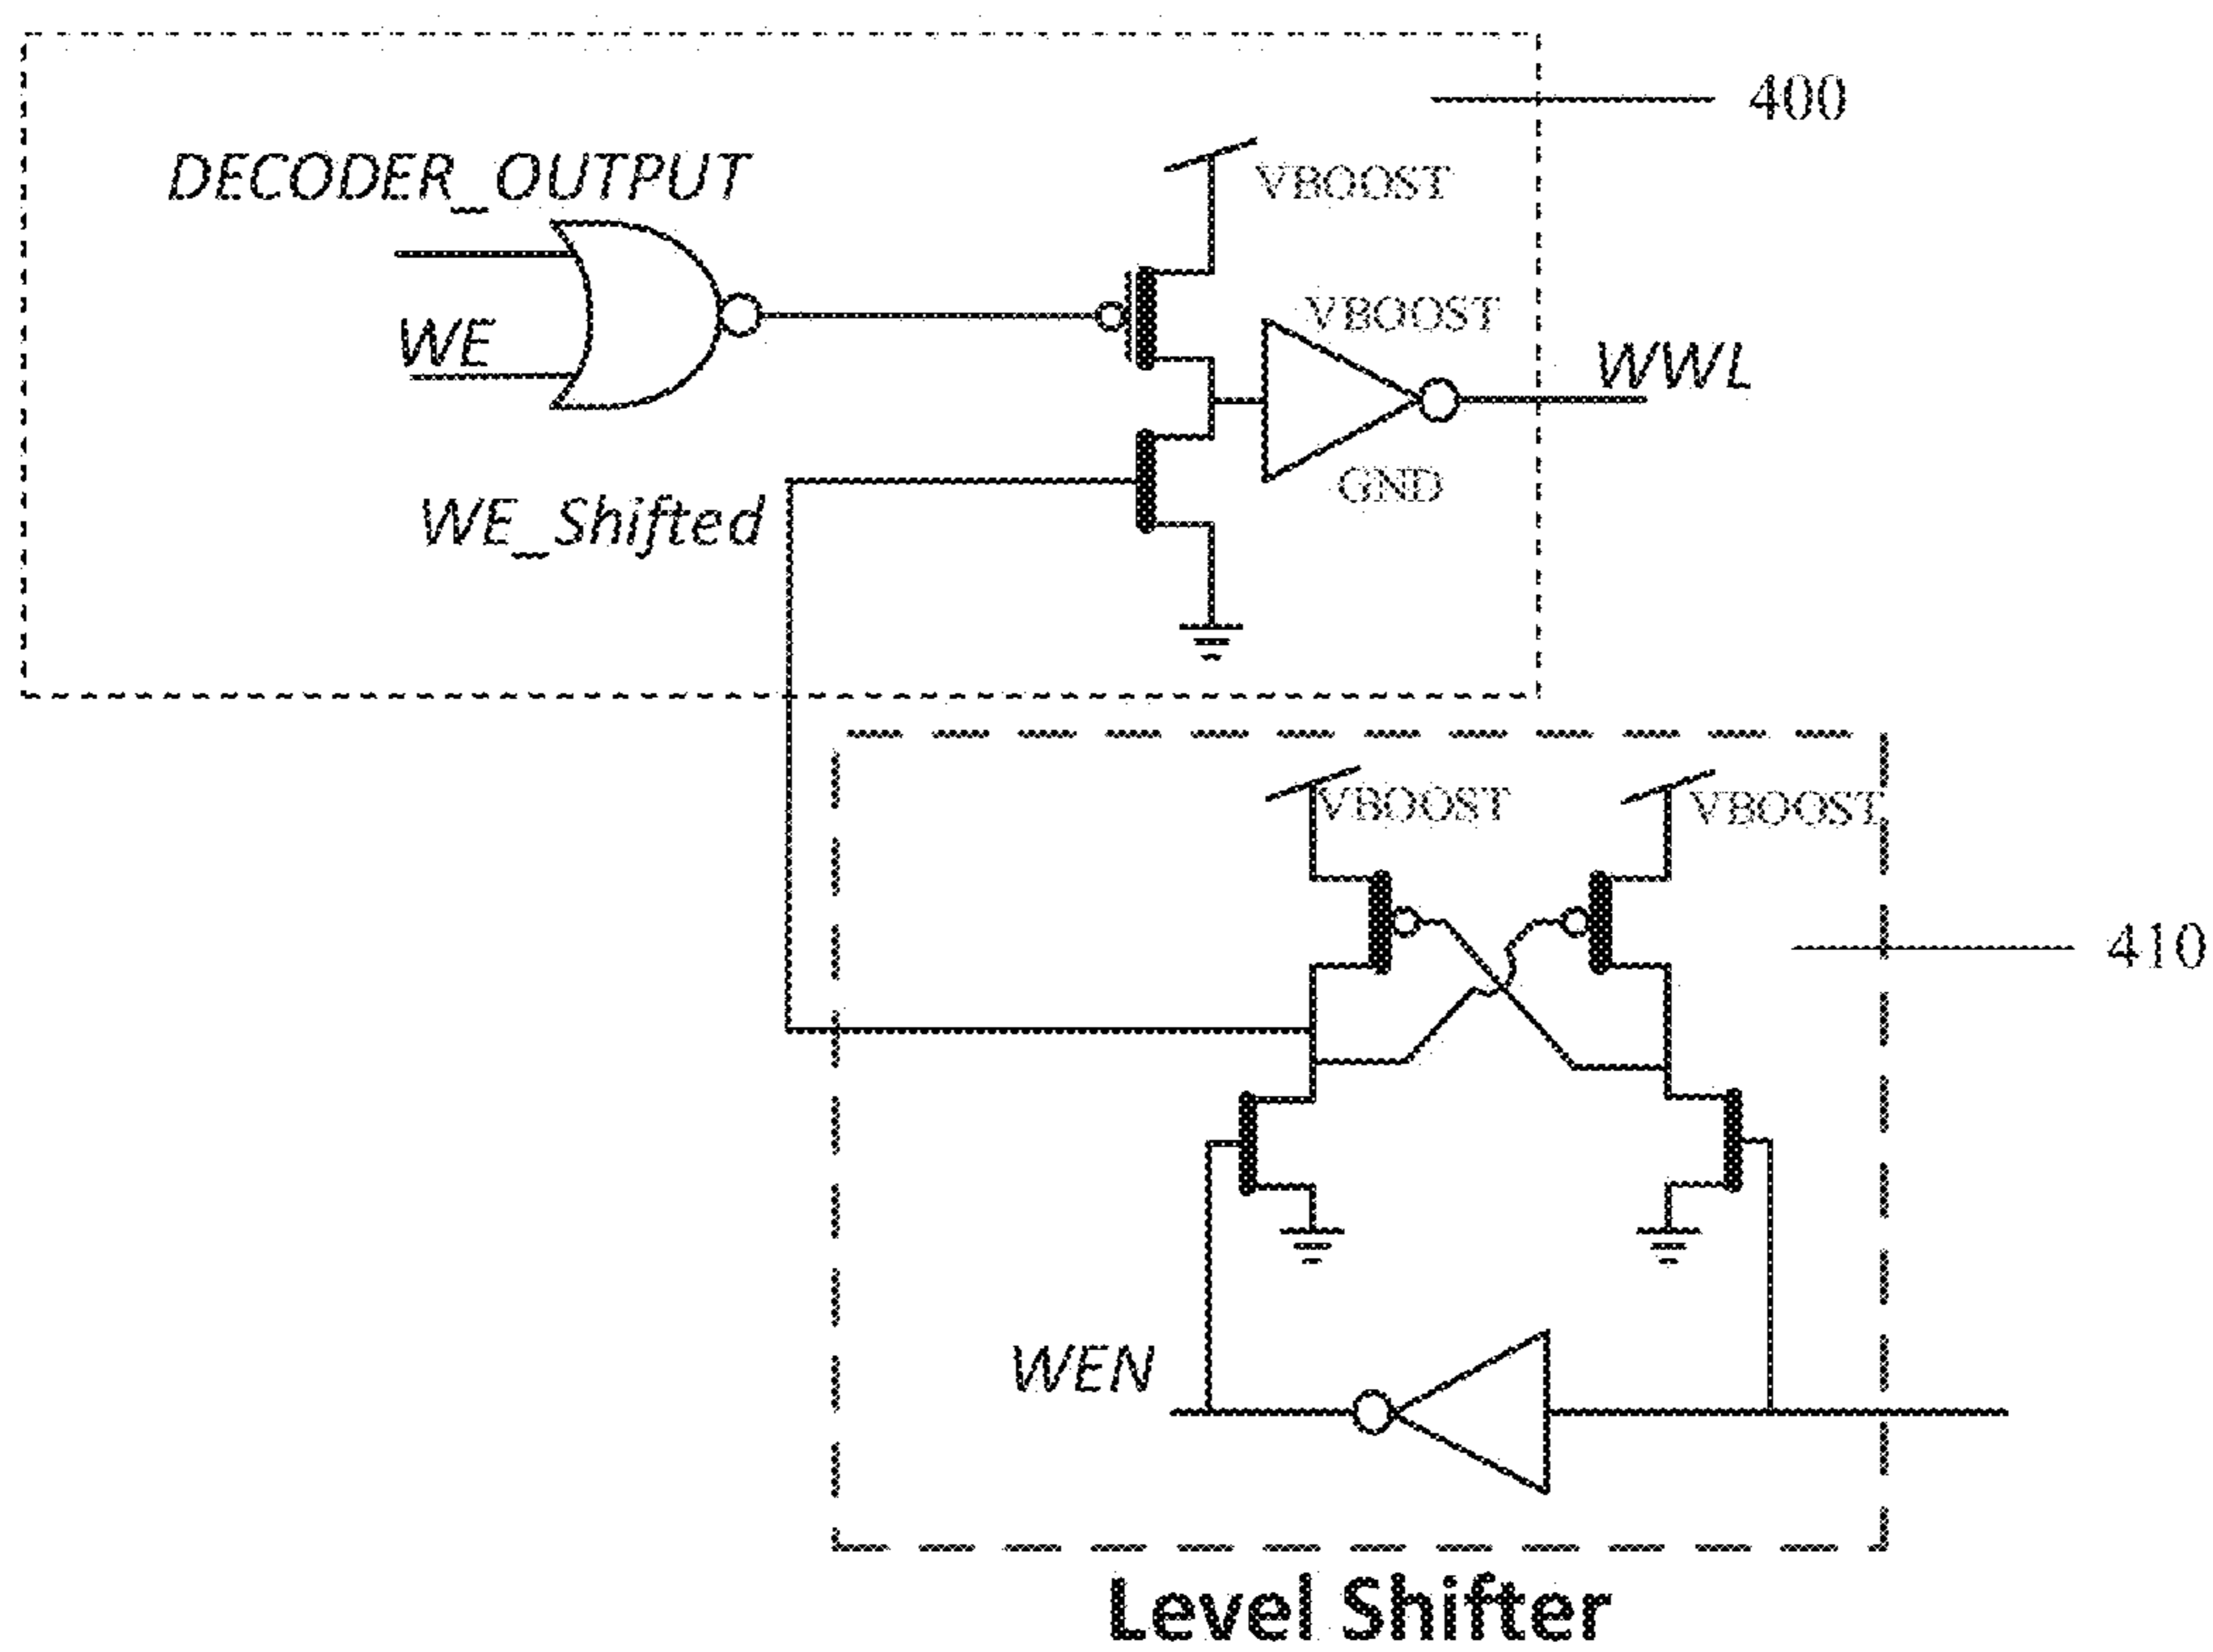 400
DECODER_OUTPUT
VBOOST
VBOOST
WE
WWL
GND
WE_Shifted
VBOOST
VBOOST
410
WEN
Level Shifter